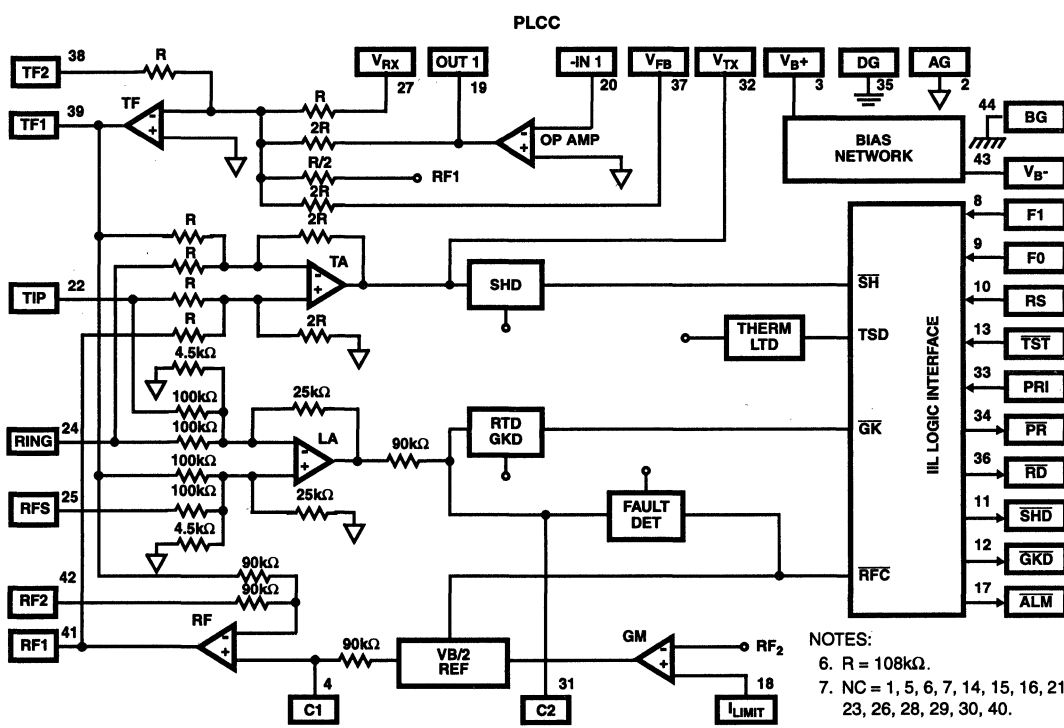 PLCC
38
TF2
R
VRX
27
OUT 1
19
-IN 1
20
VFB
37
VTX
32
VB+
3
DG
35
AG
2
44
BG
39
TF1
TF
-
+
R
2R
-
+
OP AMP
BIAS
NETWORK
43
VB-
R/2
RF1
2R
2R
8
F1
R
TA
9
F0
R
-
+
SHD
SH
22
TIP
R
10
RS
R
2R
THERM
LTD
TSD
13
TST
4.5kΩ
IIL LOGIC INTERFACE
33
PRI
100kΩ
25kΩ
RTD
GKD
GK
34
PR
24
RING
100kΩ
LA
90kΩ
-
+
36
RD
100kΩ
25
RFS
100kΩ
25kΩ
FAULT
DET
11
SHD
4.5kΩ
12
GKD
90kΩ
RFC
42
RF2
90kΩ
17
ALM
41
RF1
RF
-
+
90kΩ
VB/2
REF
GM
-
+
RF2
NOTES:
6. R = 108kΩ.
4
C1
31
C2
18
ILIMIT
7. NC = 1, 5, 6, 7, 14, 15, 16, 21
23, 26, 28, 29, 30, 40.